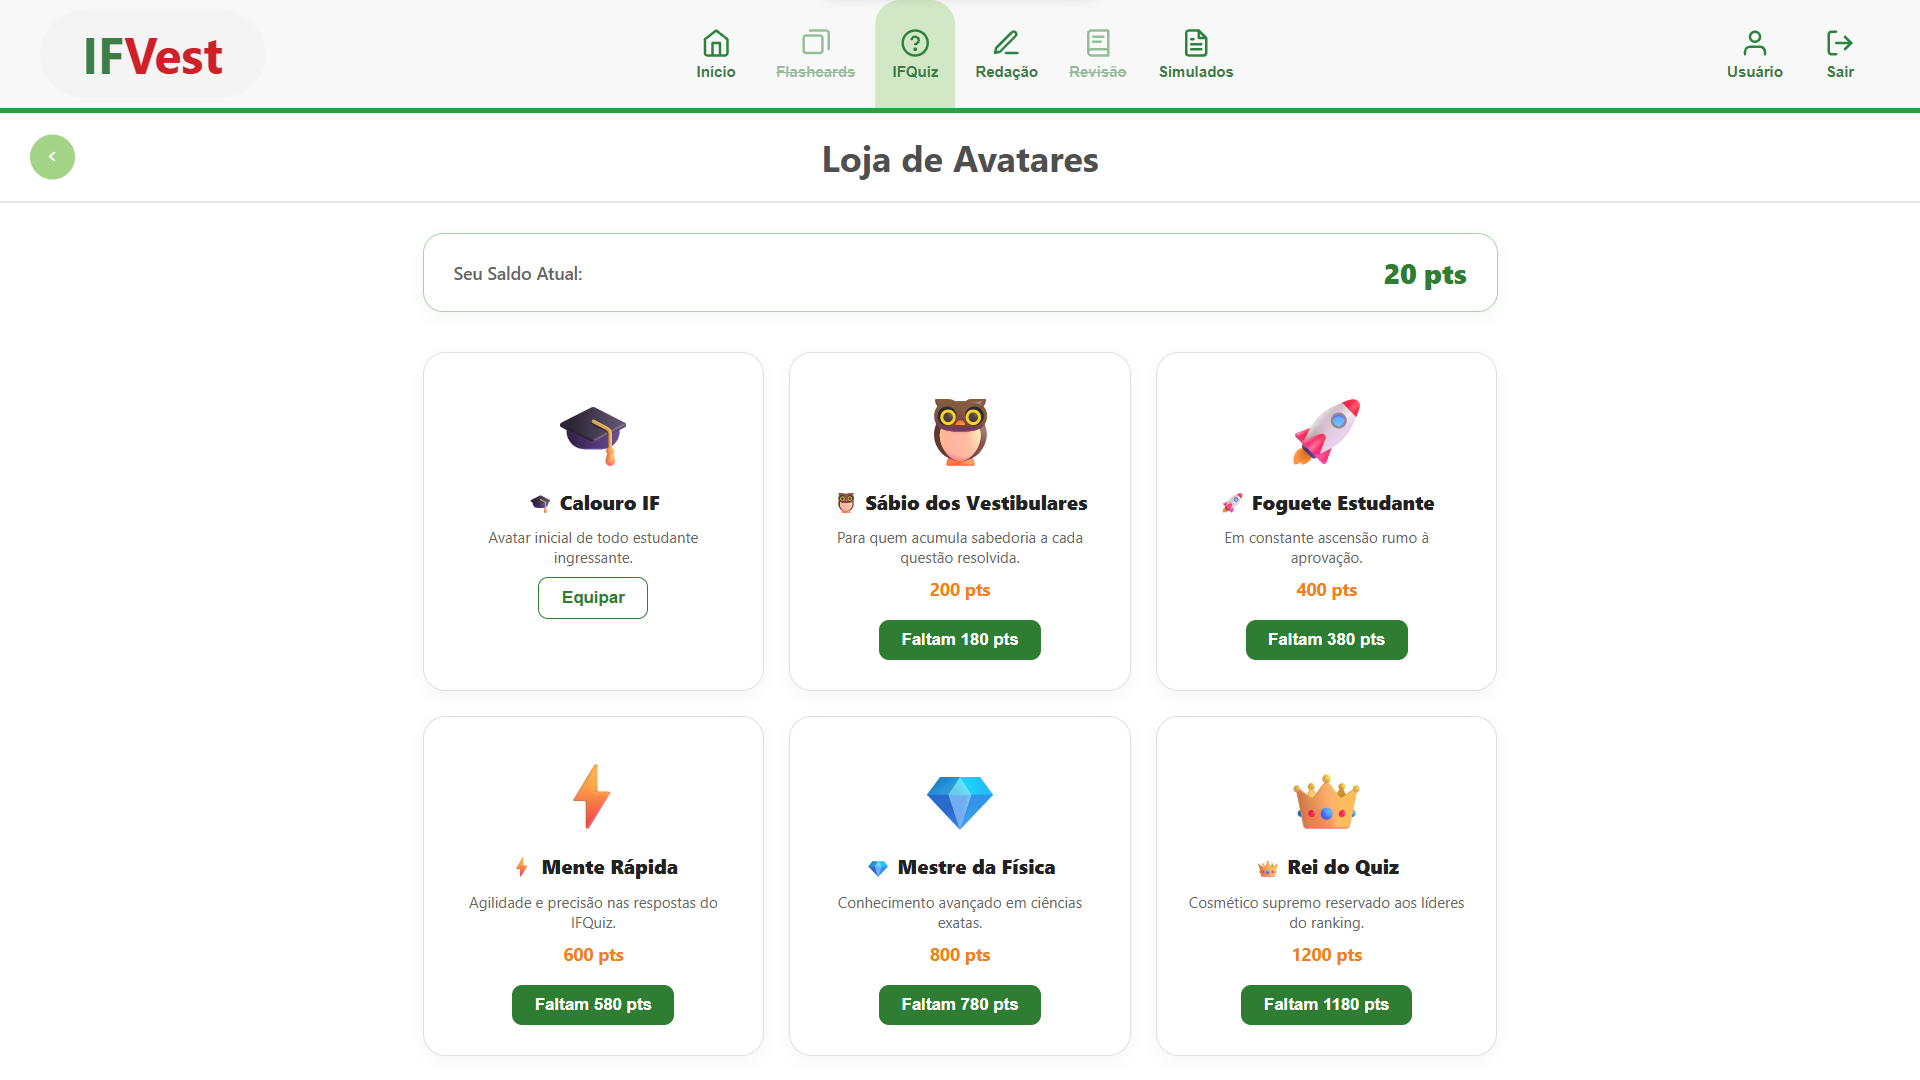 IFVest
Início
Flashcards
IFQuiz
Redação
Revisão
Simulados
Usuário
Sair
Loja de Avatares
Seu Saldo Atual:
20 pts
Calouro IF
Avatar inicial de todo estudante
ingressante.
Equipar
Sábio dos Vestibulares
Para quem acumula sabedoria a cada
questão resolvida.
200 pts
Faltam 180 pts
Foguete Estudante
Em constante ascensão rumo à
aprovação.
400 pts
Faltam 380 pts
Mente Rápida
Agilidade e precisão nas respostas do
IFQuiz.
600 pts
Faltam 580 pts
Mestre da Física
Conhecimento avançado em ciências
exatas.
800 pts
Faltam 780 pts
Rei do Quiz
Cosmético supremo reservado aos líderes
do ranking.
1200 pts
Faltam 1180 pts